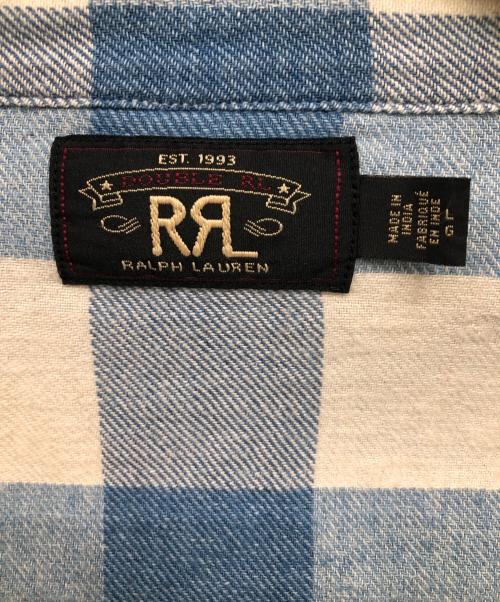 EST. 1993
DOUBLE RL
RRL
RALPH LAUREN
MADE IN
INDIA
FABRIQUÉ
EN INDE